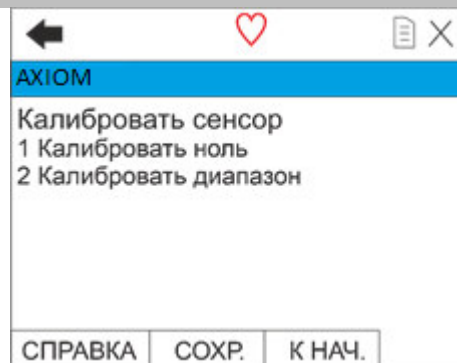 AXIOM
Калибровать сенсор
1 Калибровать ноль
2 Калибровать диапазон
СПРАВКА СОХР. К НАЧ.